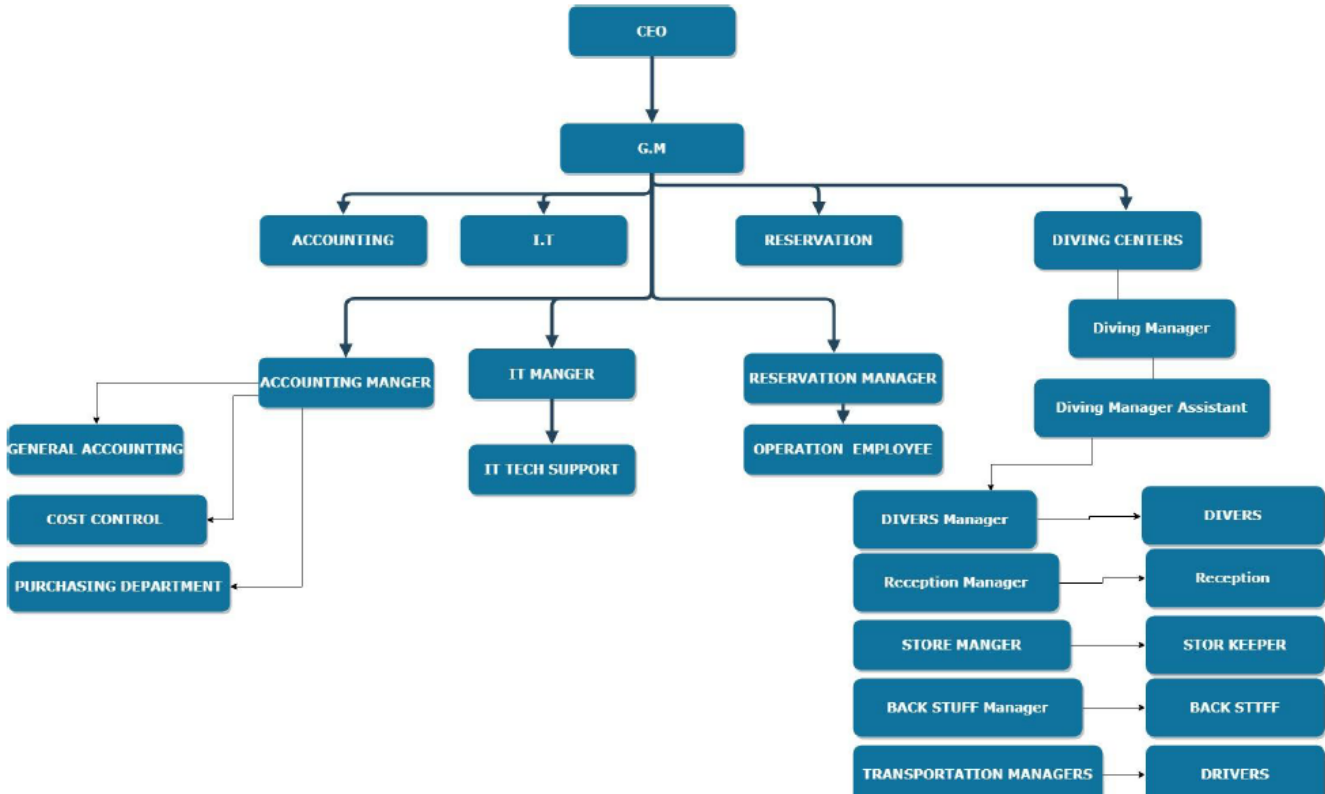 CEO
G.M
ACCOUNTING
I.T
RESERVATION
DIVING CENTERS
Diving Manager
ACCOUNTING MANGER
IT MANGER
RESERVATION MANAGER
Diving Manager Assistant
GENERAL ACCOUNTING
IT TECH SUPPORT
OPERATION EMPLOYEE
COST CONTROL
PURCHASING DEPARTMENT
DIVERS Manager
DIVERS
Reception Manager
Reception
STORE MANGER
STOR KEEPER
BACK STUFF Manager
BACK STTFF
TRANSPORTATION MANAGERS
DRIVERS